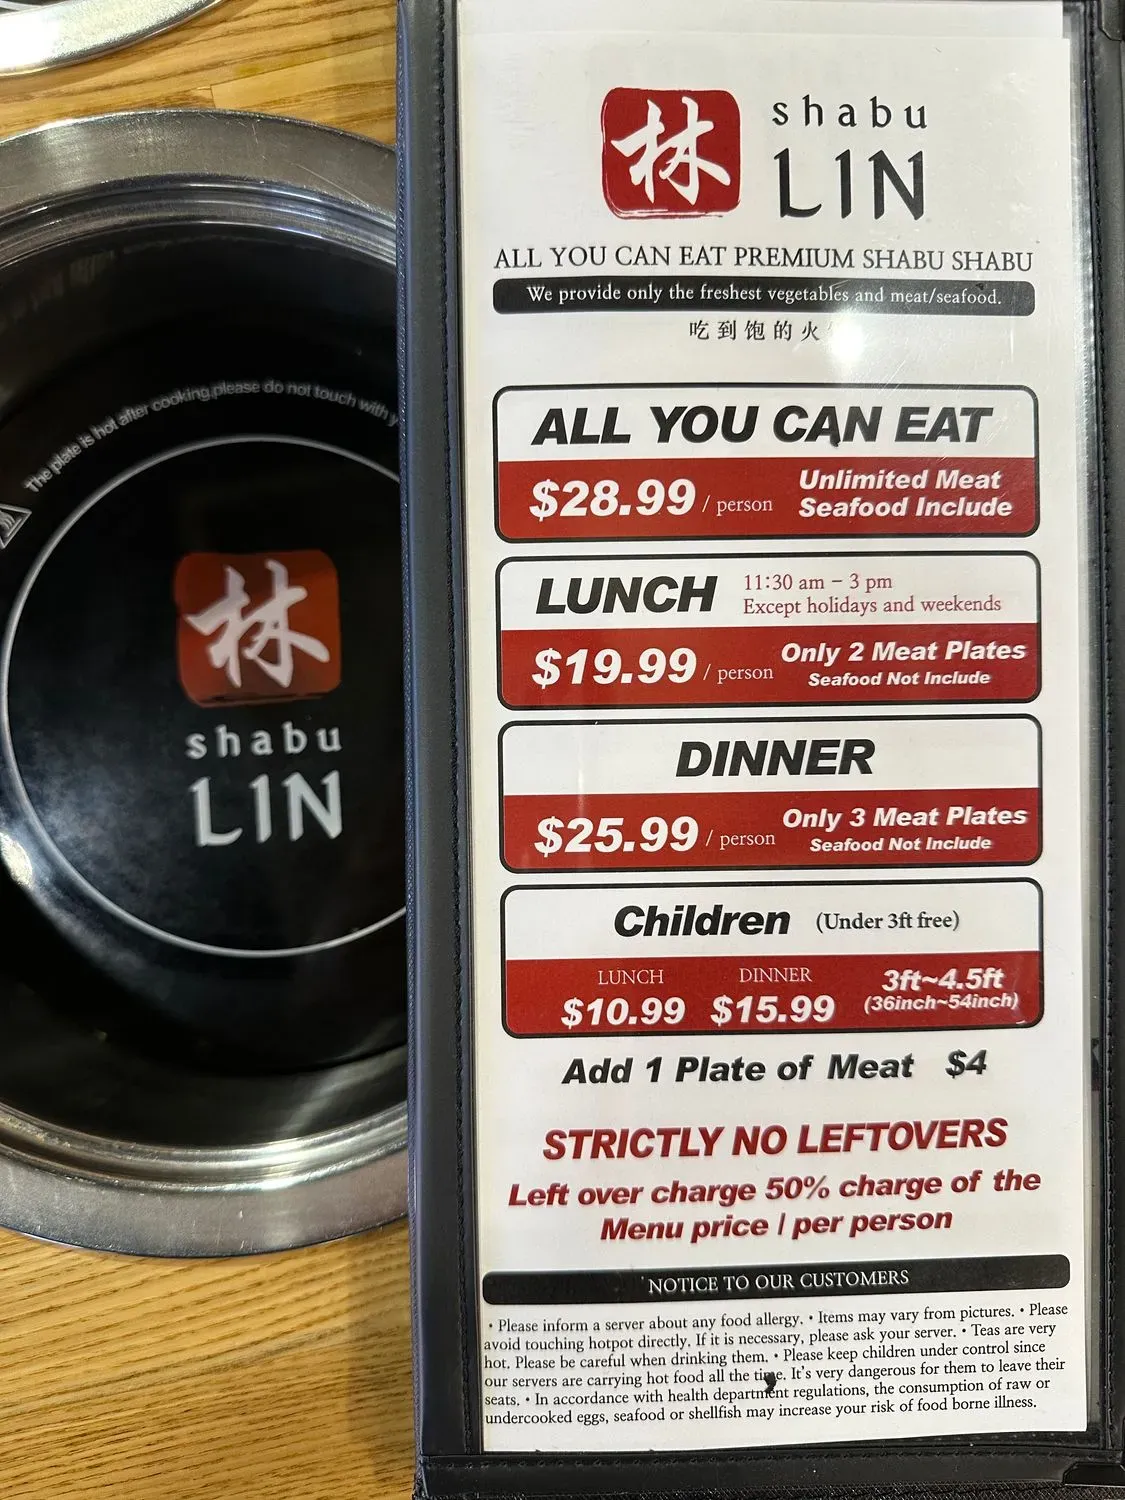 The plate is hot after cooking,please do not touch with
林
shabu
LIN
林
shabu
LIN
ALL YOU CAN EAT PREMIUM SHABU SHABU
We provide only the freshest vegetables and meat/seafood.
吃到饱的火
ALL YOU CAN EAT
$28.99 / person
Unlimited Meat
Seafood Include
LUNCH
11:30 am – 3 pm
Except holidays and weekends
$19.99 / person
Only 2 Meat Plates
Seafood Not Include
DINNER
$25.99 / person
Only 3 Meat Plates
Seafood Not Include
Children (Under 3ft free)
LUNCH
$10.99
DINNER
$15.99
3ft~4.5ft
(36inch~54inch)
Add 1 Plate of Meat $4
STRICTLY NO LEFTOVERS
Left over charge 50% charge of the
Menu price / per person
NOTICE TO OUR CUSTOMERS
• Please inform a server about any food allergy. • Items may vary from pictures. • Please
avoid touching hotpot directly. If it is necessary, please ask your server. • Teas are very
hot. Please be careful when drinking them. • Please keep children under control since
our servers are carrying hot food all the time. It's very dangerous for them to leave their
seats. • In accordance with health department regulations, the consumption of raw or
undercooked eggs, seafood or shellfish may increase your risk of food borne illness.